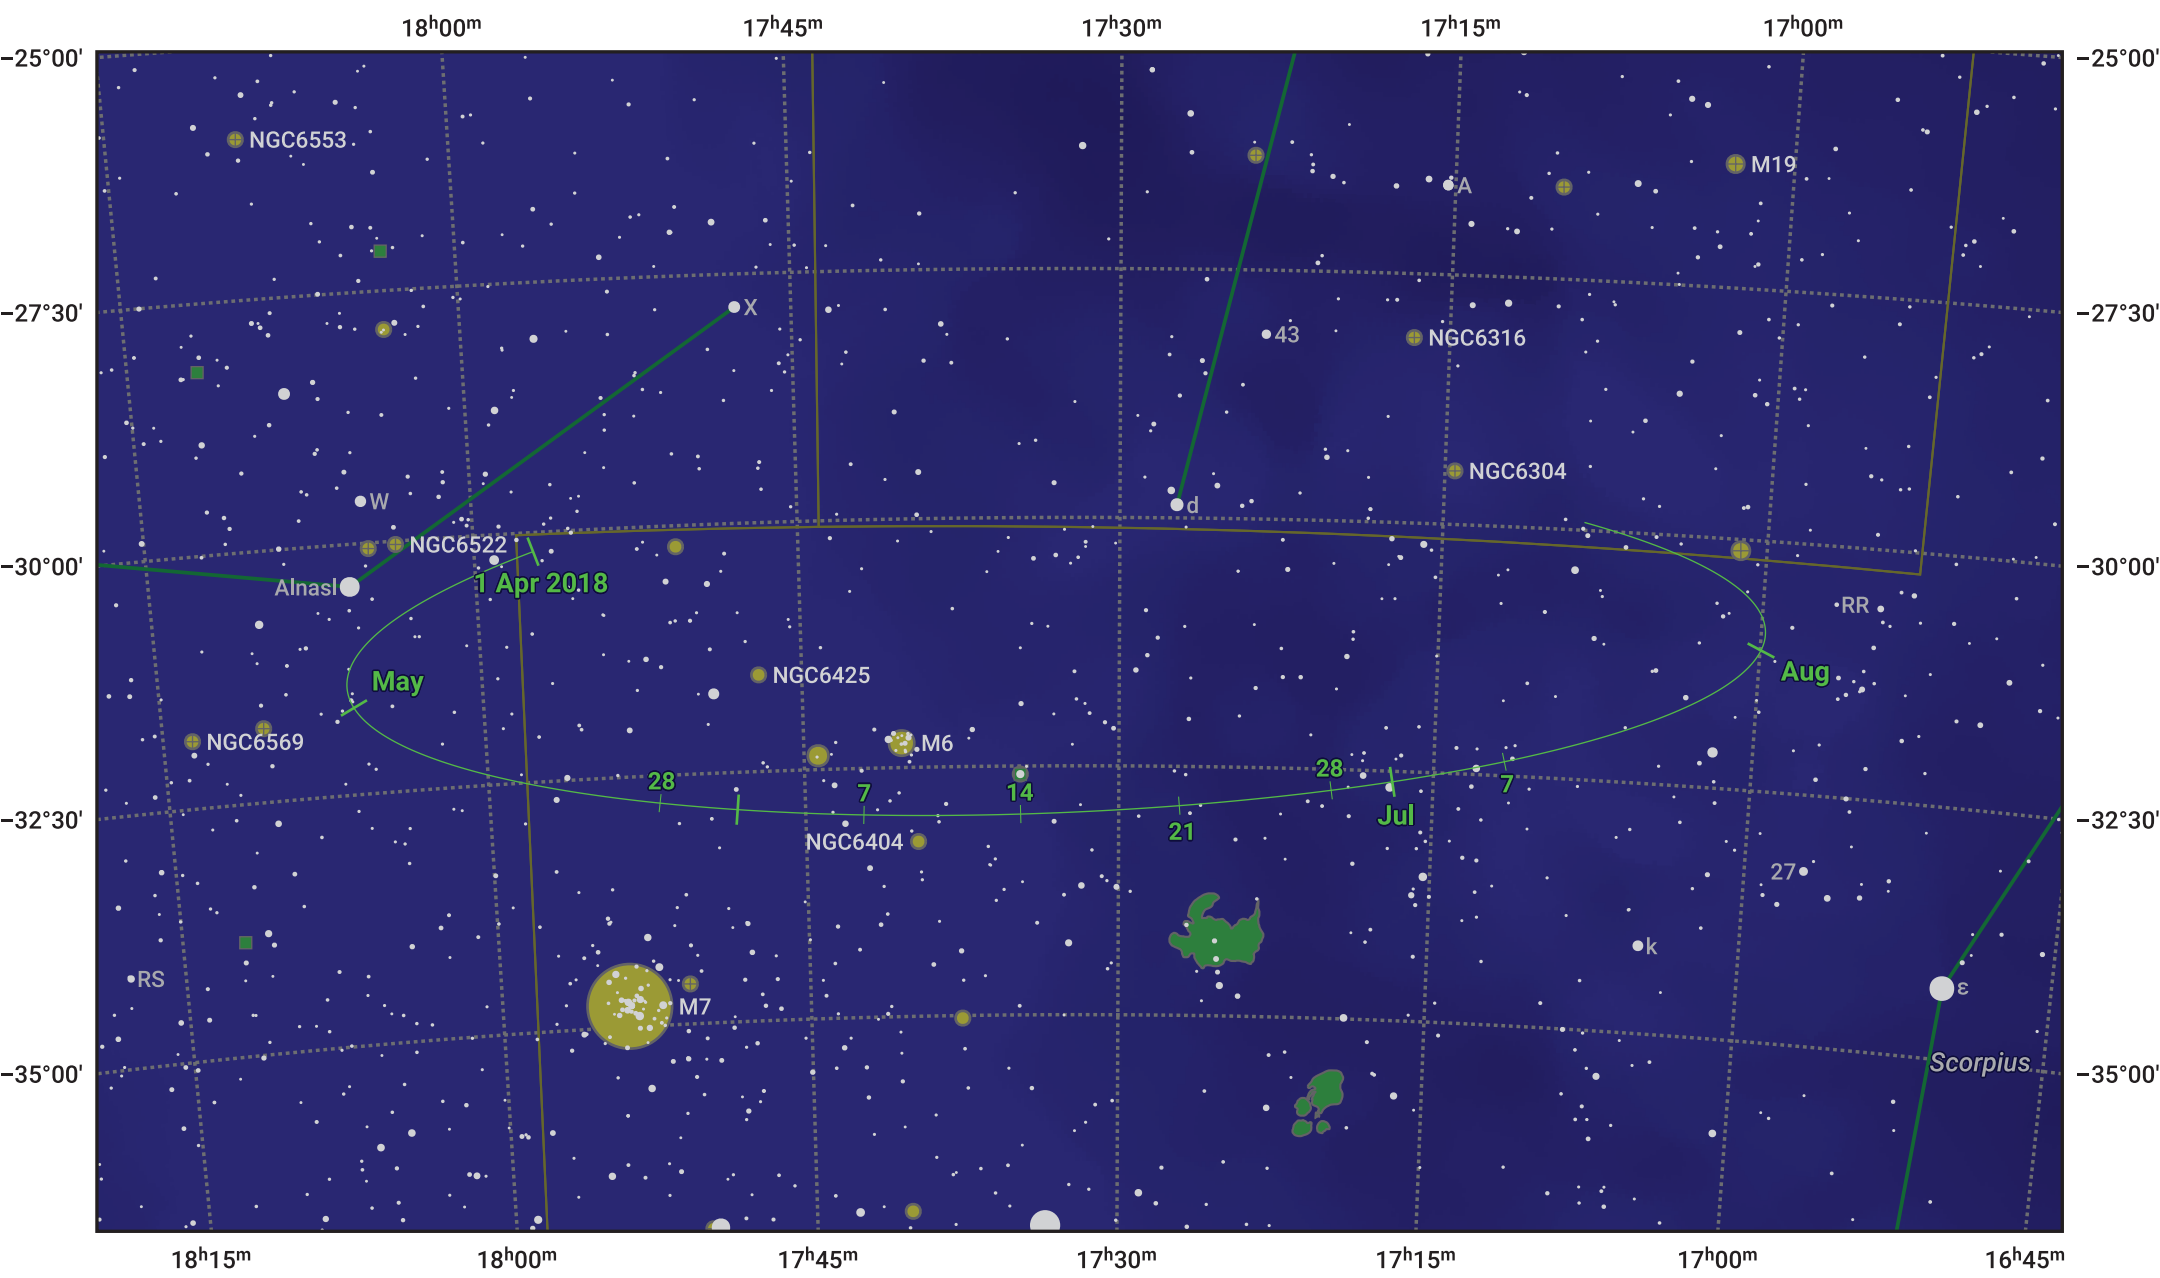 18ʰ00ᵐ 17ʰ45ᵐ 17ʰ30ᵐ 17ʰ15ᵐ 17ʰ00ᵐ
−25°00' −25°00'
NGC6553
M19
A
−27°30' −27°30'
X
43
NGC6316
NGC6304
W
d
NGC6522
−30°00' −30°00'
1 Apr 2018
Alnasl
RR
May
NGC6425
Aug
NGC6569
M6
28 7 14 28 7
Jul
−32°30' −32°30'
21
NGC6404
27
k
RS
ε
M7
Scorpius
−35°00' −35°00'
18ʰ15ᵐ 18ʰ00ᵐ 17ʰ45ᵐ 17ʰ30ᵐ 17ʰ15ᵐ 17ʰ00ᵐ 16ʰ45ᵐ